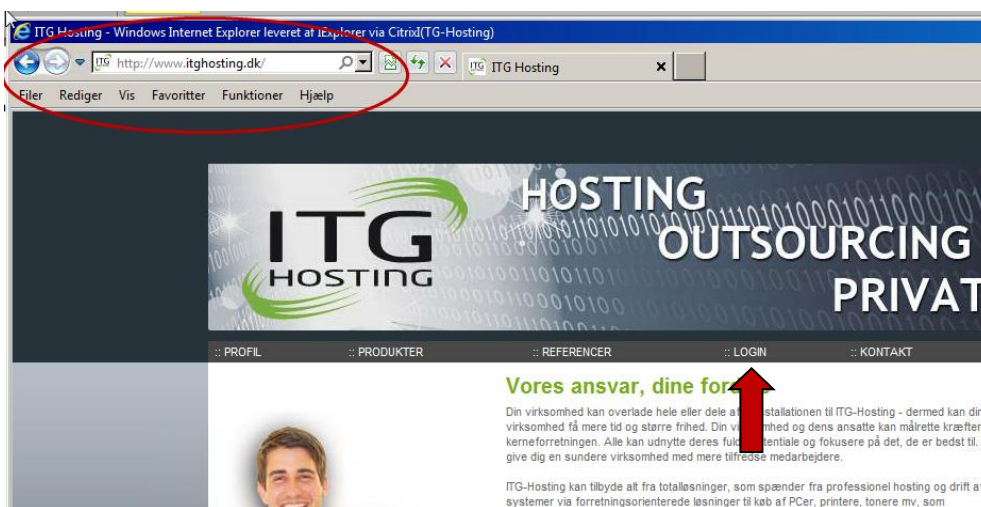 ITG Hosting - Windows Internet Explorer leveret af IExplorer via CitrixI(TG-Hosting)
http://www.itghosting.dk/
ITG Hosting
Filer Rediger Vis Favoritter Funktioner Hjælp
ITG
HOSTING
HOSTING
OUTSOURCING
PRIVAT
:: PROFIL :: PRODUKTER :: REFERENCER :: LOGIN :: KONTAKT
Vores ansvar, dine
Din virksomhed kan overlade hele eller dele af stallationen til ITG-Hosting - dermed kan din
virksomhed få mere tid og større frihed. Din og dens ansatte kan målrette kræfter
kerneforretningen. Alle kan udnytte deres og fokusere på det, de er bedst til.
give dig en sundere virksomhed med mere tilfredse medarbejdere.
ITG-Hosting kan tilbyde alt fra totalløsninger, som spænder fra professionel hosting og drift af
systemer via forretningsorienterede løsninger til køb af PCer, printere, tonere mv, som